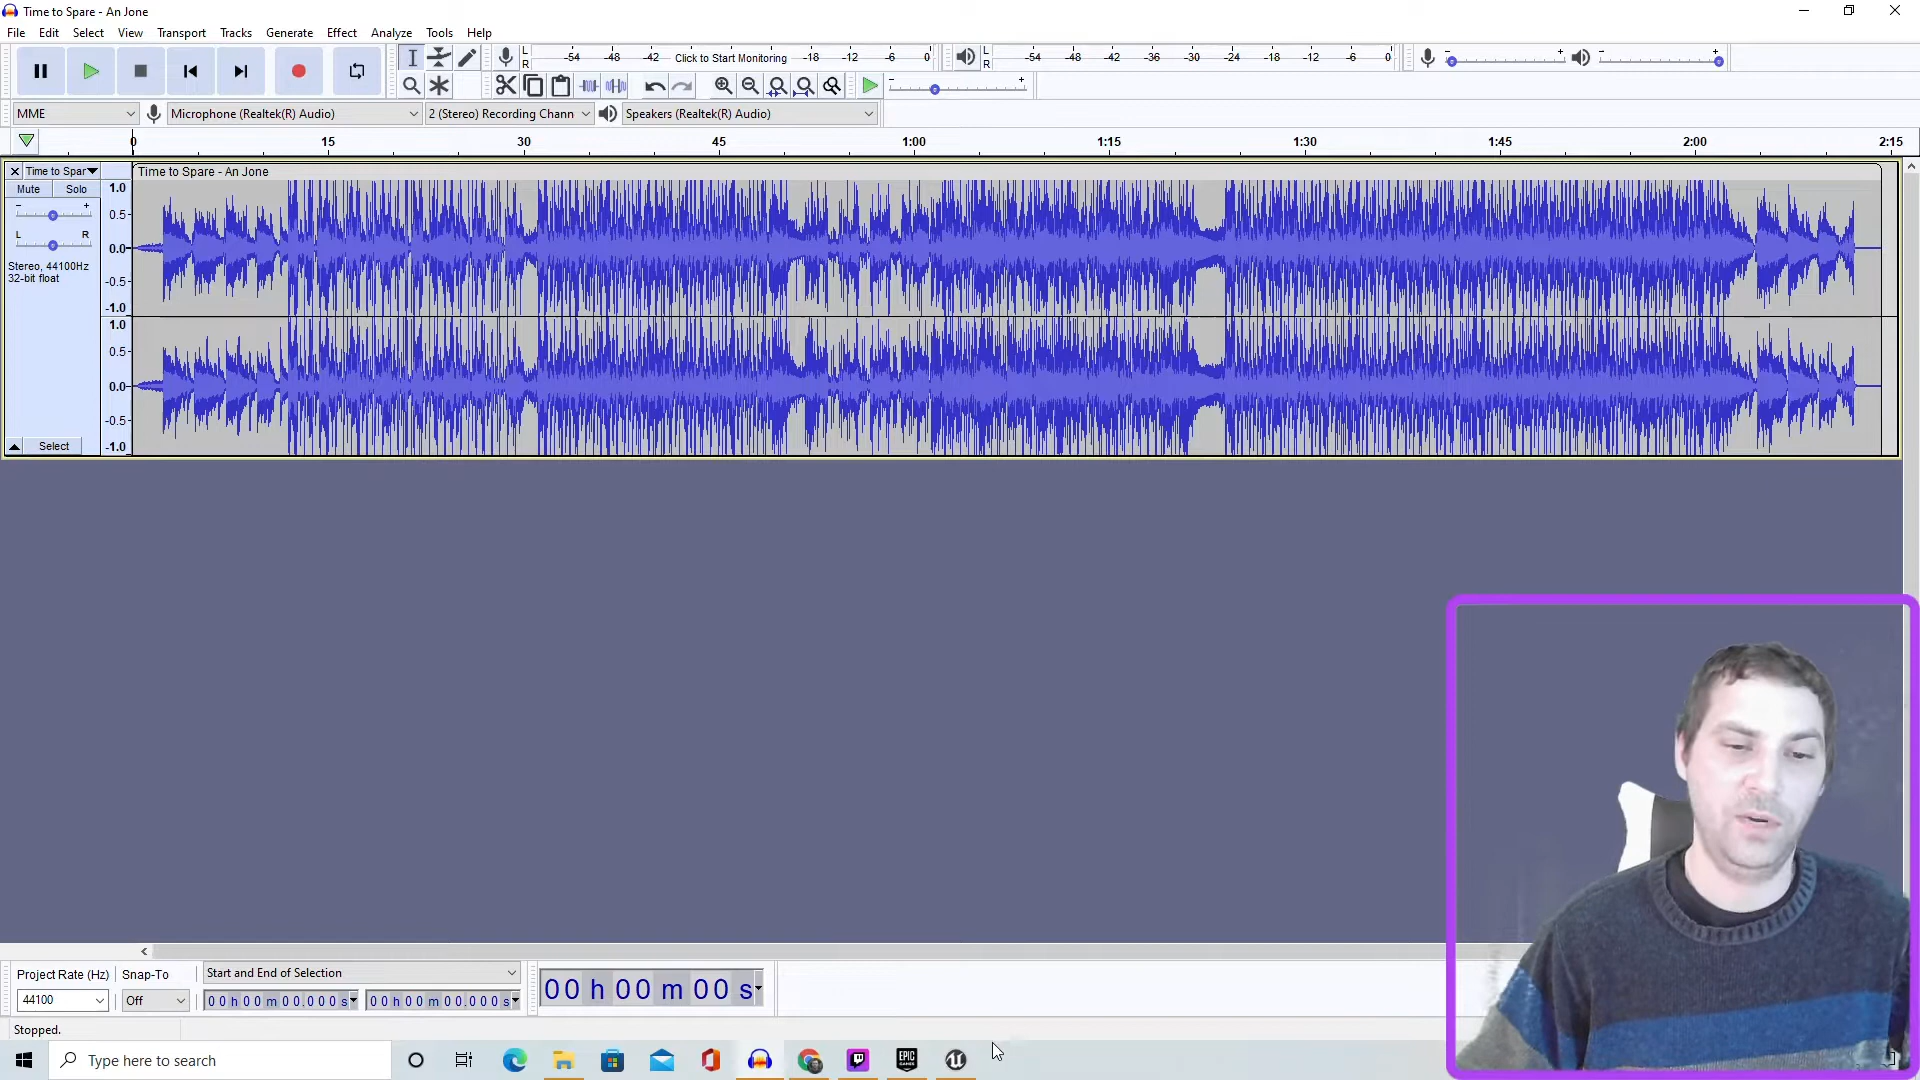 Time to Spare - An Jone
File Edit Select View Transport Tracks Generate Effect Analyze Tools Help
L
R
-54 -48 -42 Click to Start Monitoring -18 -12 -6 0
L
R
-54 -48 -42 -36 -30 -24 -18 -12 -6 0
- +
- +
- +
MME
Microphone (Realtek(R) Audio)
2 (Stereo) Recording Chann
Speakers (Realtek(R) Audio)
0 15 30 45 1:00 1:15 1:30 1:45 2:00 2:15
Time to Spar
Time to Spare - An Jone
Mute Solo
- +
L R
Stereo, 44100Hz
32-bit float
Select
1.0
0.5
0.0
-0.5
-1.0
1.0
0.5
0.0
-0.5
-1.0
Project Rate (Hz)
Snap-To
Start and End of Selection
44100
Off
00 h 00 m 00.000 s
00 h 00 m 00.000 s
00 h 00 m 00 s
Stopped.
Type here to search
EPIC
GAMES